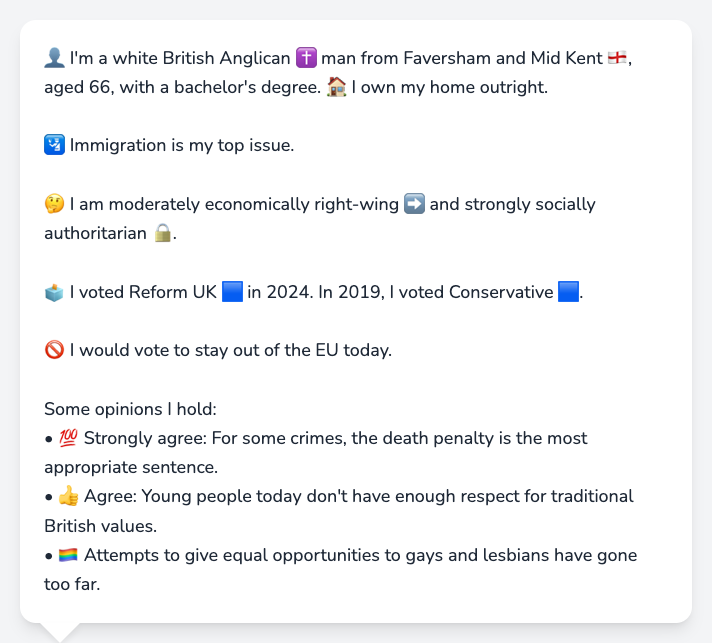 👤 I'm a white British Anglican ✝️ man from Faversham and Mid Kent 🏴󠁧󠁢󠁥󠁮󠁧󠁿,
aged 66, with a bachelor's degree. 🏠 I own my home outright.
🛂 Immigration is my top issue.
🤔 I am moderately economically right-wing ➡️ and strongly socially
authoritarian 🔒.
🗳️ I voted Reform UK 🟦 in 2024. In 2019, I voted Conservative 🟦.
🚫 I would vote to stay out of the EU today.
Some opinions I hold:
• 💯 Strongly agree: For some crimes, the death penalty is the most
appropriate sentence.
• 👍 Agree: Young people today don't have enough respect for traditional
British values.
• 🏳️‍🌈 Attempts to give equal opportunities to gays and lesbians have gone
too far.